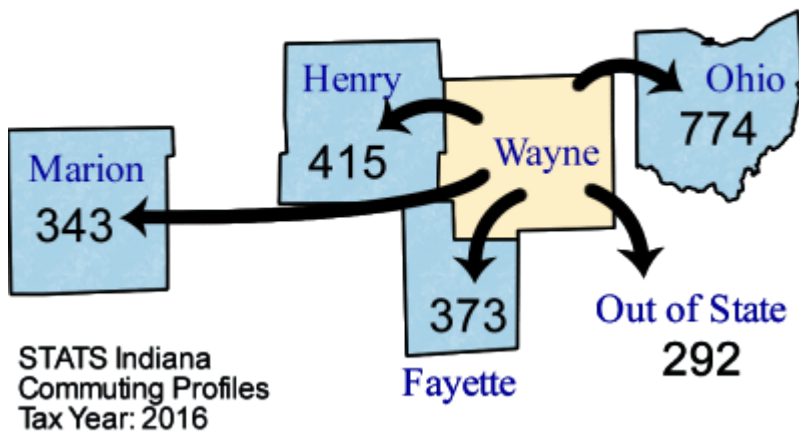 Henry
415
Wayne
Ohio
774
Marion
343
373
Fayette
Out of State
292
STATS Indiana
Commuting Profiles
Tax Year: 2016